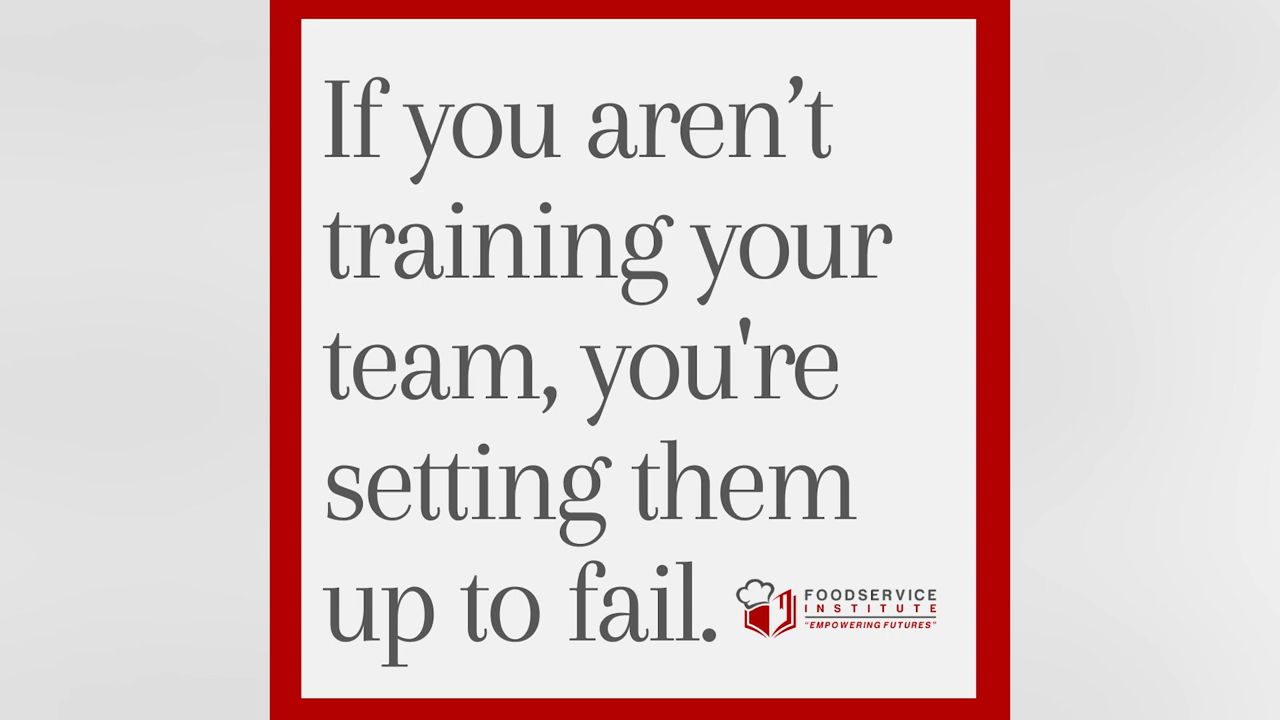 If you aren’t
training your
team, you're
setting them
up to fail.
FOODSERVICE
INSTITUTE
"EMPOWERING FUTURES"